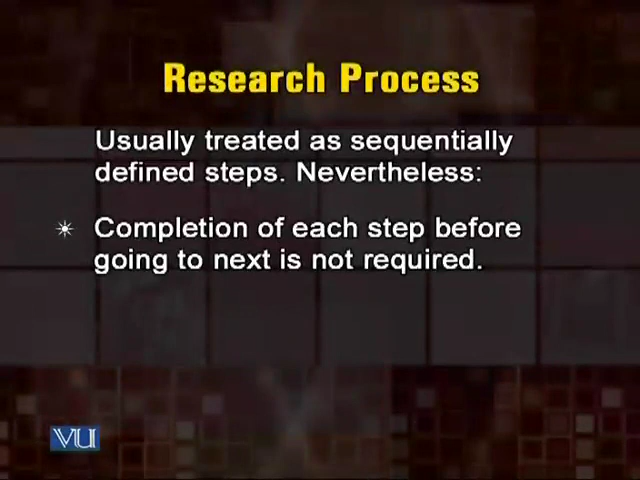 Research Process
Usually treated as sequentially
defined steps. Nevertheless:
Completion of each step before
going to next is not required.
VU